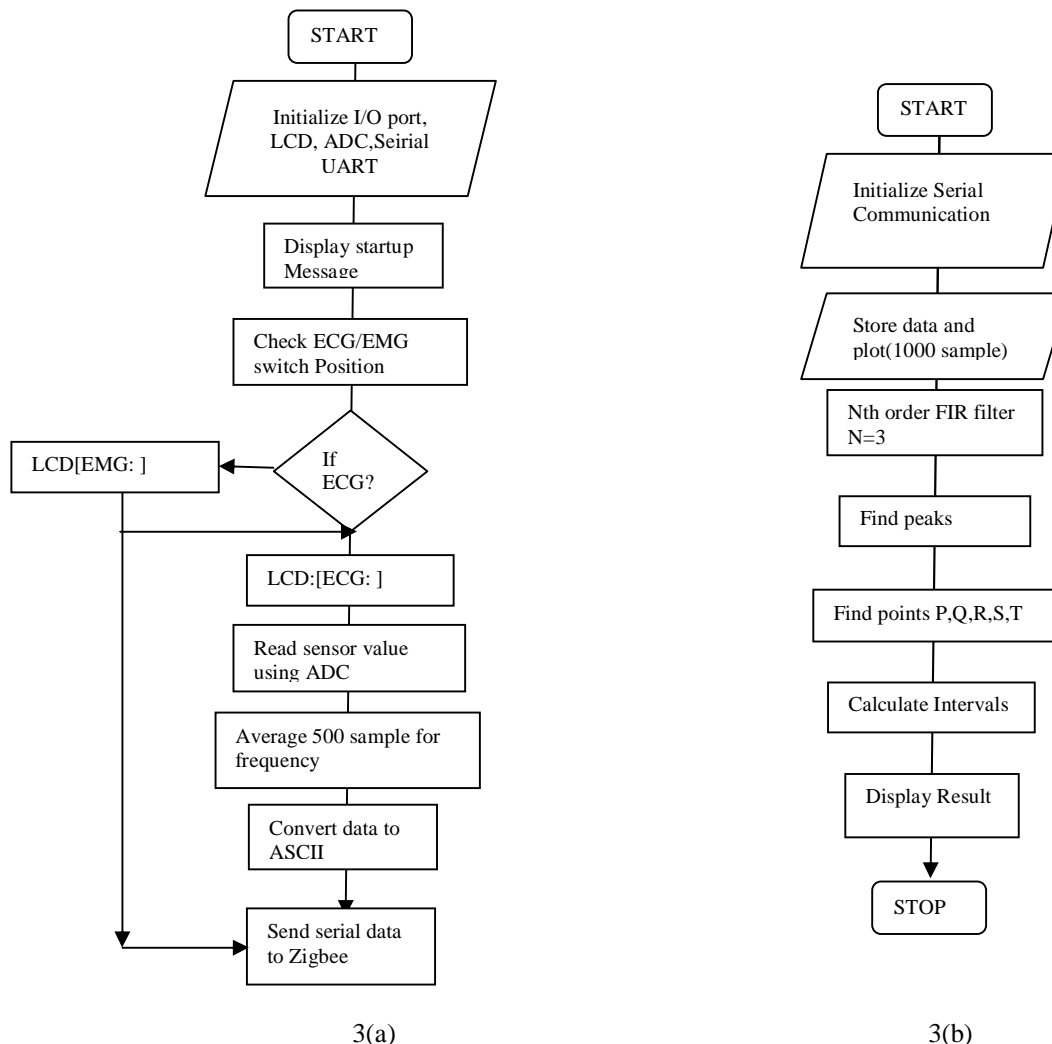 START
Initialize I/O port,
LCD, ADC,Seirial
UART
Display startup
Message
Check ECG/EMG
switch Position
If
ECG?
LCD[EMG: ]
LCD:[ECG: ]
Read sensor value
using ADC
Average 500 sample for
frequency
Convert data to
ASCII
Send serial data
to Zigbee
3(a)
START
Initialize Serial
Communication
Store data and
plot(1000 sample)
Nth order FIR filter
N=3
Find peaks
Find points P,Q,R,S,T
Calculate Intervals
Display Result
STOP
3(b)